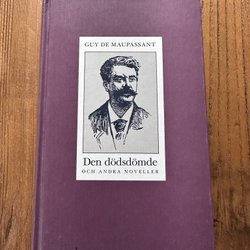 GUY DE MAUPASSANT
Den dödsdömde
OCH ANDRA NOVELLER